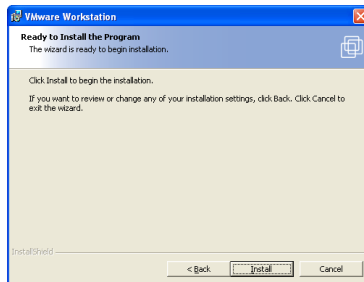 VMware Workstation
Ready to Install the Program
The wizard is ready to begin installation.
Click Install to begin the installation.
If you want to review or change any of your installation settings, click Back. Click Cancel to
exit the wizard.
InstallShield
< Back Install Cancel